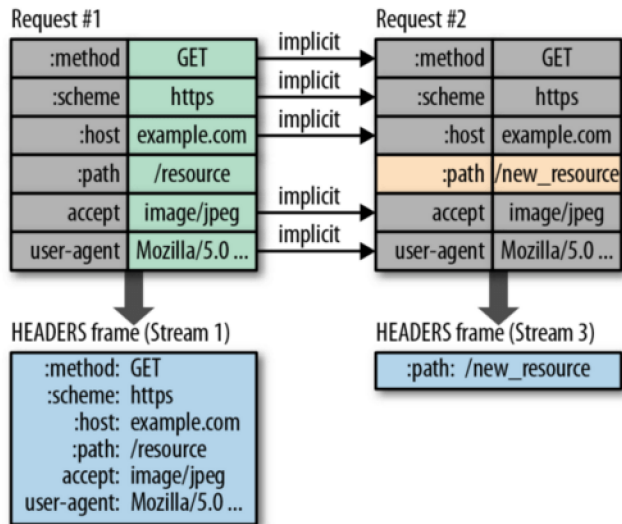 Request #1
:method GET
:scheme https
:host example.com
:path /resource
accept image/jpeg
user-agent Mozilla/5.0 ...
implicit
implicit
implicit
implicit
implicit
Request #2
:method GET
:scheme https
:host example.com
:path /new_resource
accept image/jpeg
user-agent Mozilla/5.0 ...
HEADERS frame (Stream 1)
:method: GET
:scheme: https
:host: example.com
:path: /resource
accept: image/jpeg
user-agent: Mozilla/5.0 ...
HEADERS frame (Stream 3)
:path: /new_resource